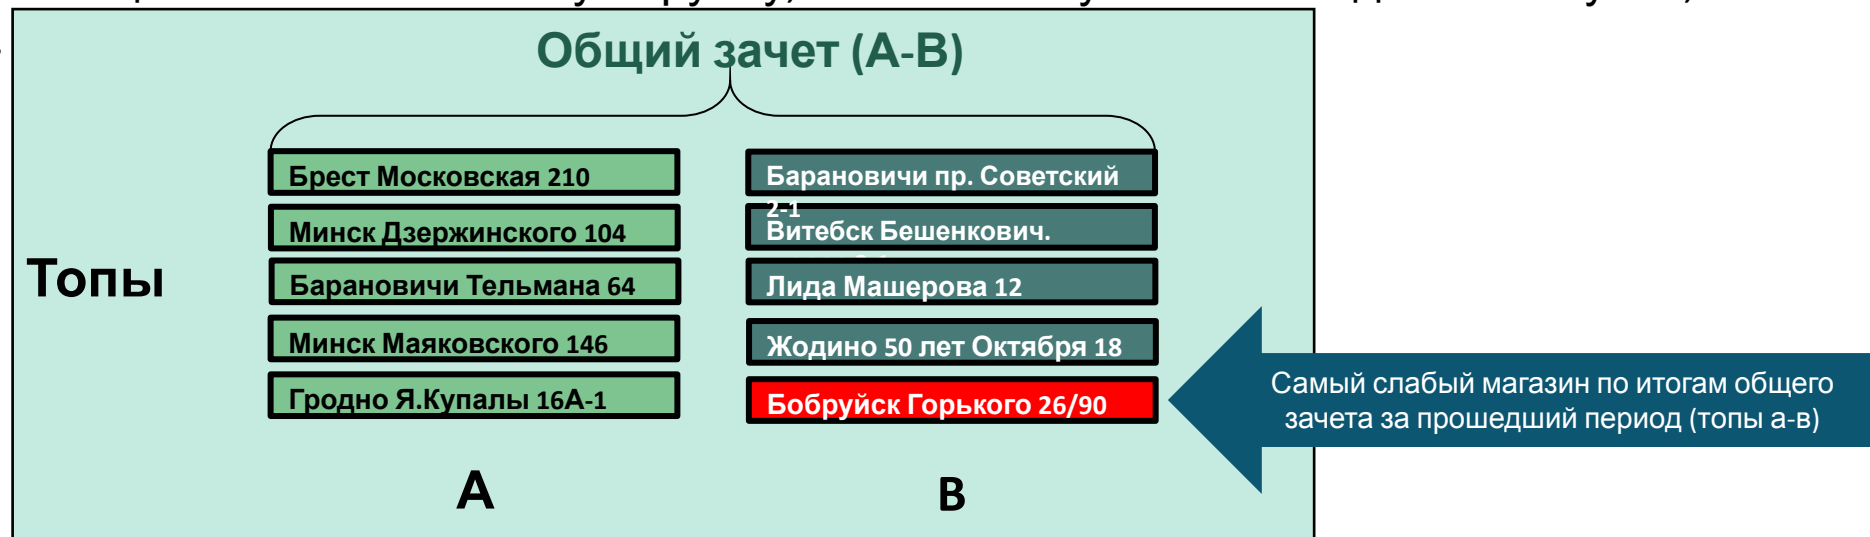 Общий зачет (А-В)
Брест Московская 210
Минск Дзержинского 104
Барановичи Тельмана 64
Минск Маяковского 146
Гродно Я.Купалы 16А-1
А
Барановичи пр. Советский
2-1
Витебск Бешенкович.
Лида Машерова 12
Жодино 50 лет Октября 18
Бобруйск Горького 26/90
В
Топы
Самый слабый магазин по итогам общего
зачета за прошедший период (топы а-в)